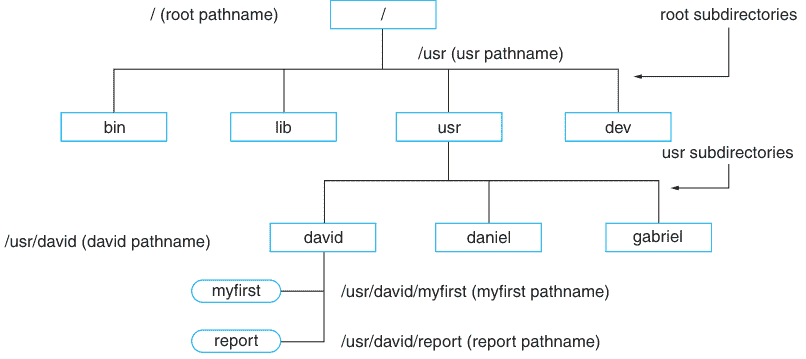 / (root pathname)
/
root subdirectories
/usr (usr pathname)
bin
lib
usr
dev
usr subdirectories
/usr/david (david pathname)
david
daniel
gabriel
myfirst
/usr/david/myfirst (myfirst pathname)
report
/usr/david/report (report pathname)